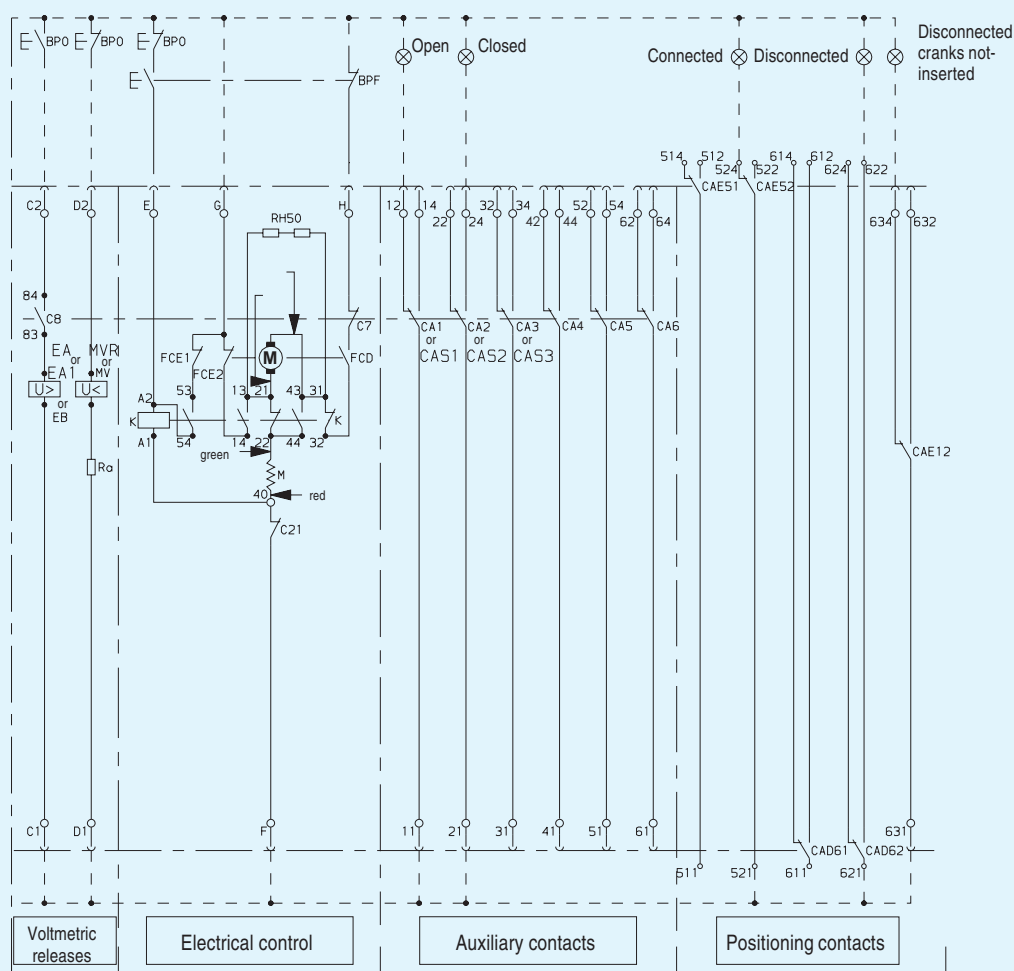 BPO BPO BPO
Open Closed
Connected Disconnected
Disconnected
cranks not-
inserted
BPF
514 512 524 522 614 612 624 622
CAE51 CAE52
C2 D2 E G H 12 14 22 24 32 34 42 44 52 54 62 64 634 632
RH50
84
C8
83
C7
CA1 CA2 CA3 CA4 CA5 CA6
or or or
CAS1 CAS2 CAS3
EA MVR
or or
EA1 MV
U> U<
or
EB
FCE1 M FCD
FCE2
53 13 21 43 31
A2
K K
A1
54 14 22 44 32
green
M
Ra
40 red
C21
CAE12
C1 D1 F 11 21 31 41 51 61 631
CAD61 CAD62
511 521 611 621
Voltmetric
releases
Electrical control
Auxiliary contacts
Positioning contacts